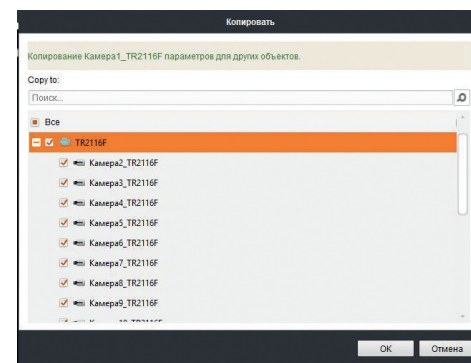 Копировать
Копирование Камера1_TR2116F параметров для других объектов.
Copy to:
Поиск...
Все
TR2116F
Камера2_TR2116F
Камера3_TR2116F
Камера4_TR2116F
Камера5_TR2116F
Камера6_TR2116F
Камера7_TR2116F
Камера8_TR2116F
Камера9_TR2116F
OK Отмена